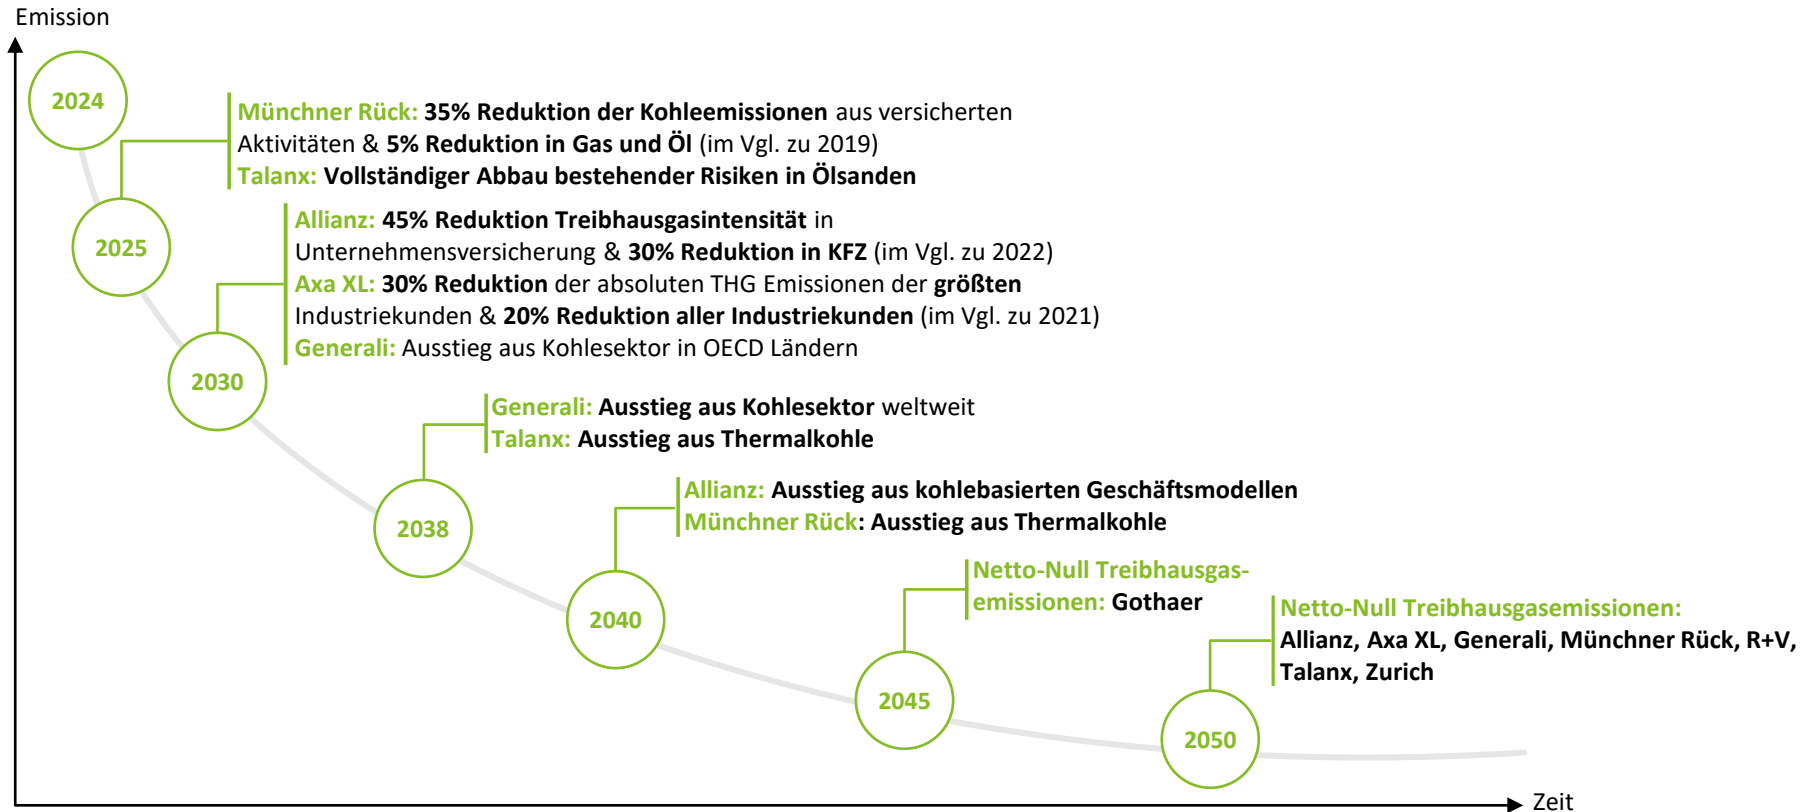 Emission
2024
Münchner Rück: 35% Reduktion der Kohleemissionen aus versicherten
Aktivitäten & 5% Reduktion in Gas und Öl (im Vgl. zu 2019)
Talanx: Vollständiger Abbau bestehender Risiken in Ölsanden
2025
Allianz: 45% Reduktion Treibhausgasintensität in
Unternehmensversicherung & 30% Reduktion in KFZ (im Vgl. zu 2022)
Axa XL: 30% Reduktion der absoluten THG Emissionen der größten
Industriekunden & 20% Reduktion aller Industriekunden (im Vgl. zu 2021)
Generali: Ausstieg aus Kohlesektor in OECD Ländern
2030
Generali: Ausstieg aus Kohlesektor weltweit
Talanx: Ausstieg aus Thermalkohle
2038
Allianz: Ausstieg aus kohlebasierten Geschäftsmodellen
Münchner Rück: Ausstieg aus Thermalkohle
2040
Netto-Null Treibhausgas-
emissionen: Gothaer
2045
Netto-Null Treibhausgasemissionen:
Allianz, Axa XL, Generali, Münchner Rück, R+V,
Talanx, Zurich
2050
Zeit